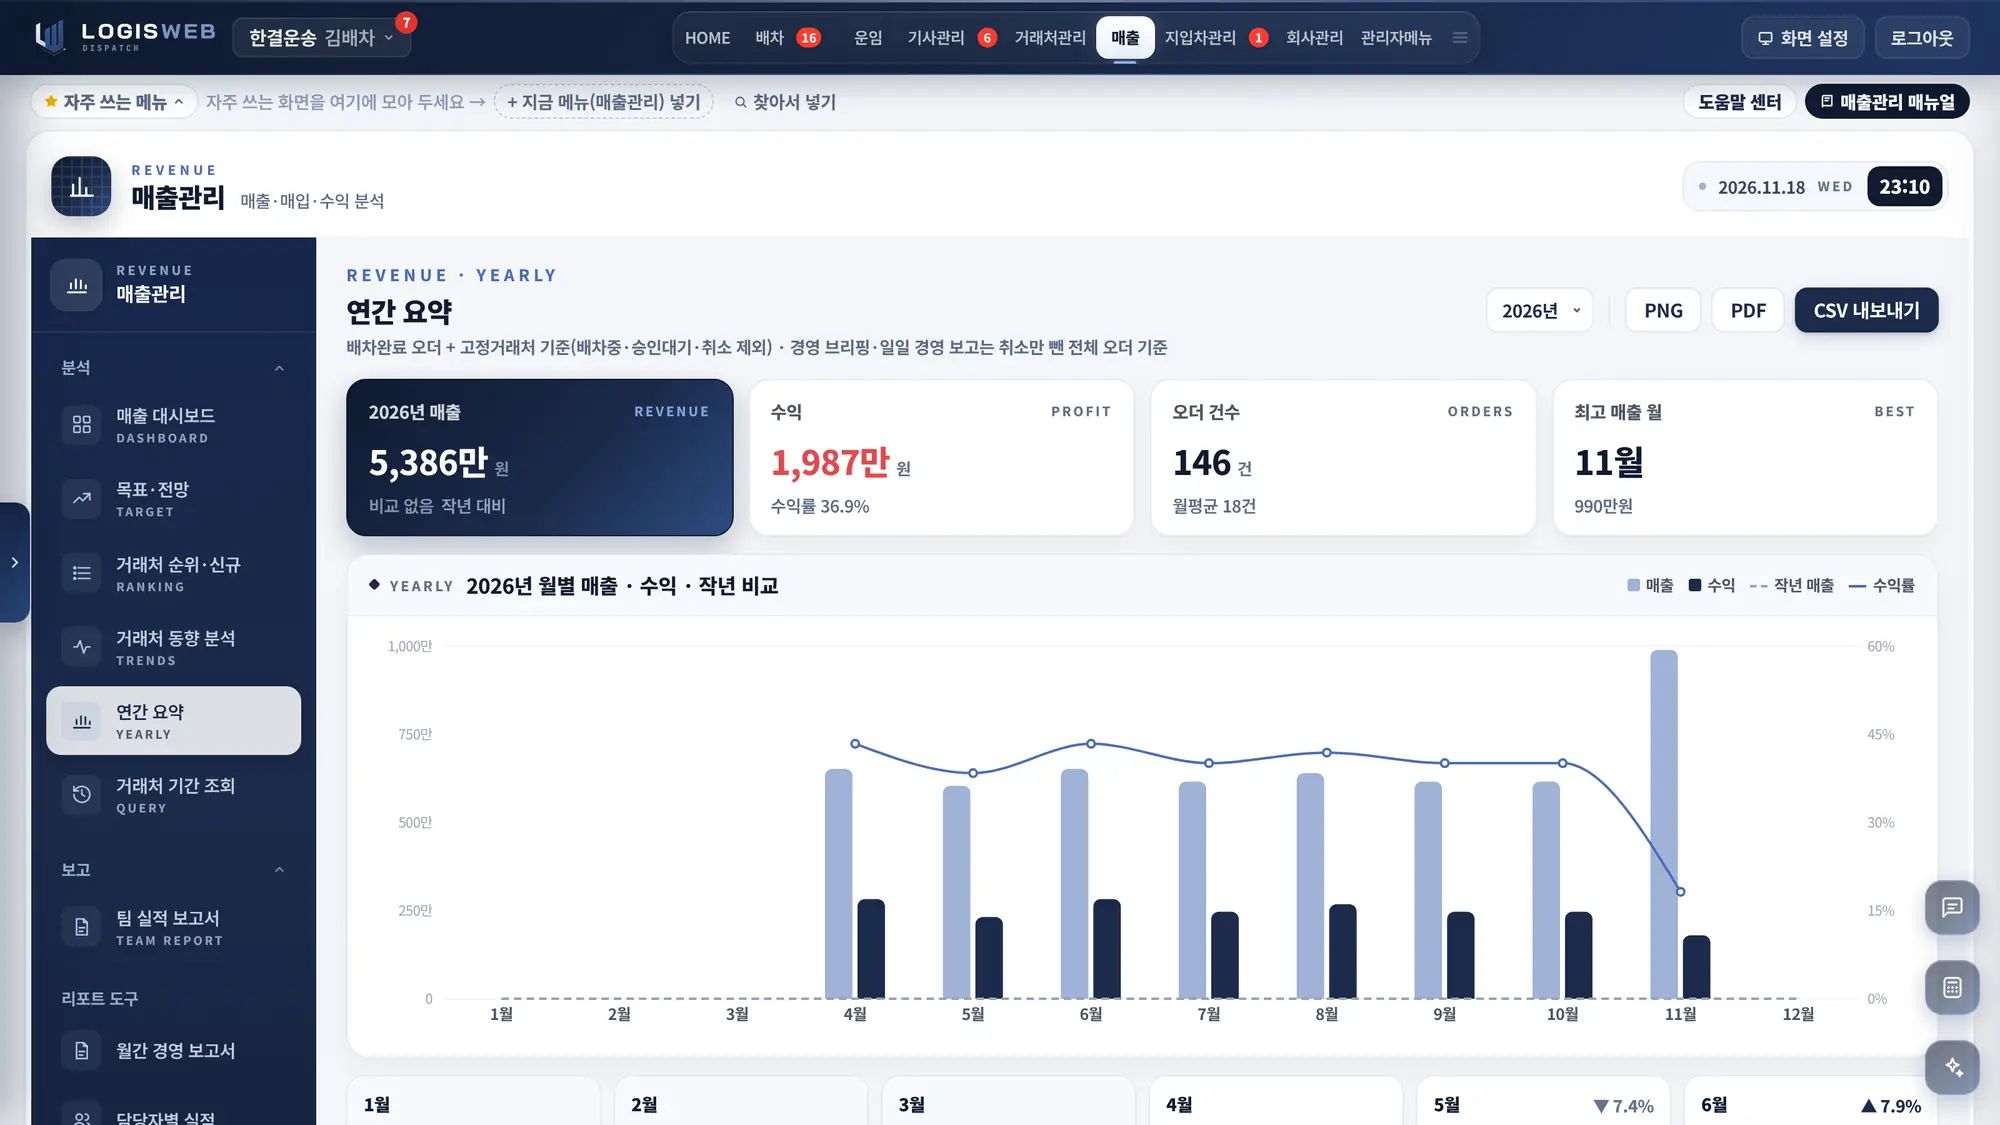 LOGISWEB
DISPATCH
한결운송 김배차
7
HOME 배차 16 운임 기사관리 6 거래처관리 매출 지입차관리 1 회사관리 관리자메뉴
화면 설정
로그아웃
자주 쓰는 메뉴
자주 쓰는 화면을 여기에 모아 두세요 →
+ 지금 메뉴(매출관리) 넣기
찾아서 넣기
도움말 센터
매출관리 매뉴얼
REVENUE
매출관리 매출·매입·수익 분석
2026.11.18 WED 23:10
REVENUE
매출관리
분석
매출 대시보드
DASHBOARD
목표·전망
TARGET
거래처 순위·신규
RANKING
거래처 동향 분석
TRENDS
연간 요약
YEARLY
거래처 기간 조회
QUERY
보고
팀 실적 보고서
TEAM REPORT
리포트 도구
월간 경영 보고서
담당자별 실적
REVENUE · YEARLY
연간 요약
배차완료 오더 + 고정거래처 기준(배차중·승인대기·취소 제외) · 경영 브리핑·일일 경영 보고는 취소만 뺀 전체 오더 기준
2026년
PNG
PDF
CSV 내보내기
2026년 매출 REVENUE
5,386만 원
비교 없음 작년 대비
수익 PROFIT
1,987만 원
수익률 36.9%
오더 건수 ORDERS
146 건
월평균 18건
최고 매출 월 BEST
11월
990만원
YEARLY 2026년 월별 매출 · 수익 · 작년 비교
매출 수익 작년 매출 수익률
1,000만 60%
750만 45%
500만 30%
250만 15%
0 0%
1월 2월 3월 4월 5월 6월 7월 8월 9월 10월 11월 12월
1월
2월
3월
4월
5월 ▼7.4%
6월 ▲7.9%